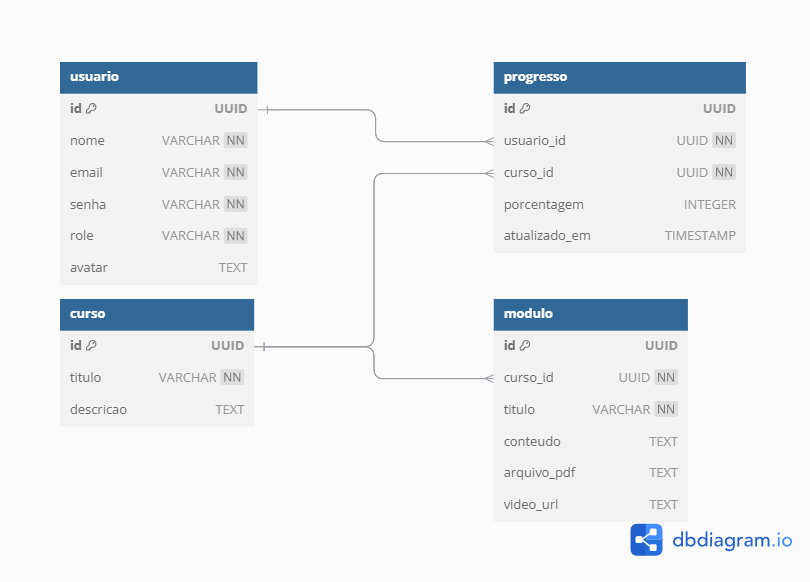 usuario
id UUID
nome VARCHAR NN
email VARCHAR NN
senha VARCHAR NN
role VARCHAR NN
avatar TEXT
curso
id UUID
titulo VARCHAR NN
descricao TEXT
progresso
id UUID
usuario_id UUID NN
curso_id UUID NN
porcentagem INTEGER
atualizado_em TIMESTAMP
modulo
id UUID
curso_id UUID NN
titulo VARCHAR NN
conteudo TEXT
arquivo_pdf TEXT
video_url TEXT
dbdiagram.io